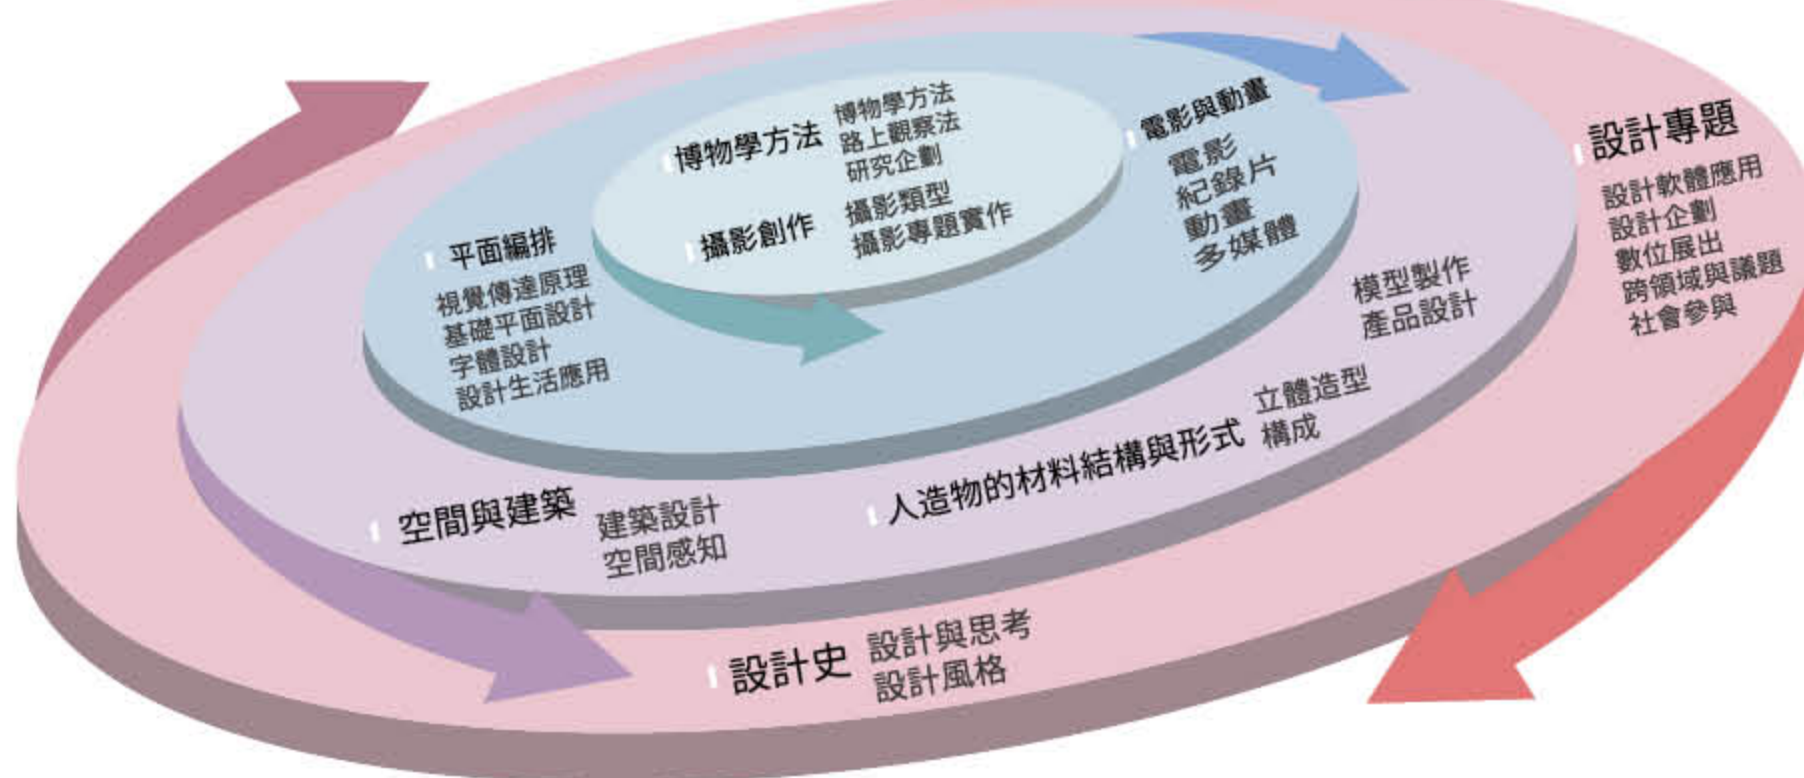 博物學方法
博物學方法
路上觀察法
研究企劃
攝影創作
攝影類型
攝影專題實作
平面編排
視覺傳達原理
基礎平面設計
字體設計
設計生活應用
電影與動畫
電影
紀錄片
動畫
多媒體
空間與建築
建築設計
空間感知
人造物的材料結構與形式
立體造型
構成
模型製作
產品設計
設計史
設計與思考
設計風格
設計專題
設計軟體應用
設計企劃
數位展出
跨領域與議題
社會參與